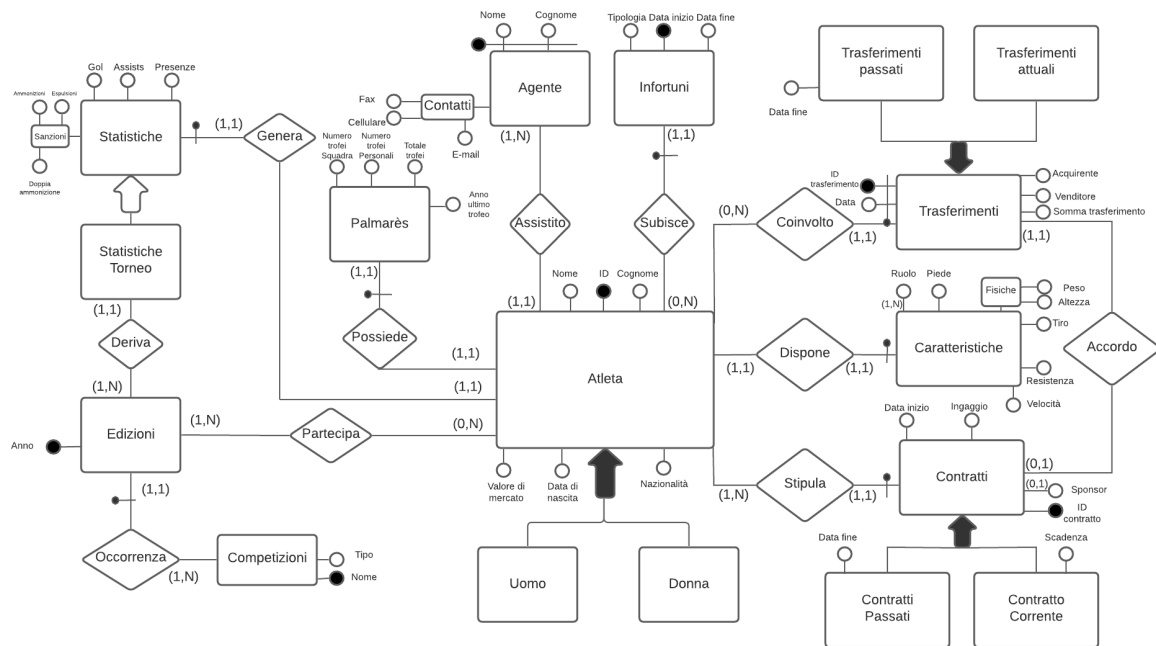 Nome
Cognome
Tipologia
Data inizio
Data fine
Trasferimenti
passati
Trasferimenti
attuali
Gol
Assists
Presenze
Agente
Infortuni
Ammonizioni
Espulsioni
Fax
Contatti
Data fine
Sanzioni
Statistiche
(1,1)
Genera
Cellulare
(1,N)
(1,1)
E-mail
Numero
trofei
Squadra
Numero
trofei
Personali
Totale
trofei
Doppia
ammonizione
Anno
ultimo
trofeo
Palmarès
ID
trasferimento
Data
Trasferimenti
Acquirente
Venditore
Somma trasferimento
(0,N)
Coinvolto
(1,1)
(1,1)
Assistito
Subisce
Statistiche
Torneo
(1,1)
Nome
ID
Cognome
Ruolo
Piede
Fisiche
Peso
Altezza
(1,N)
(1,1)
(0,N)
(1,1)
Deriva
Possiede
(1,1)
Tiro
Atleta
(1,1)
Dispone
(1,1)
Caratteristiche
Accordo
(1,N)
(1,1)
Resistenza
Velocità
Anno
Edizioni
(1,N)
Partecipa
(0,N)
Data inizio
Ingaggio
(1,1)
Valore di
mercato
Data di
nascita
Nazionalità
(1,N)
Stipula
(1,1)
Contratti
(0,1)
(0,1)
Sponsor
ID
contratto
Occorrenza
(1,N)
Competizioni
Tipo
Nome
Data fine
Scadenza
Uomo
Donna
Contratti
Passati
Contratto
Corrente